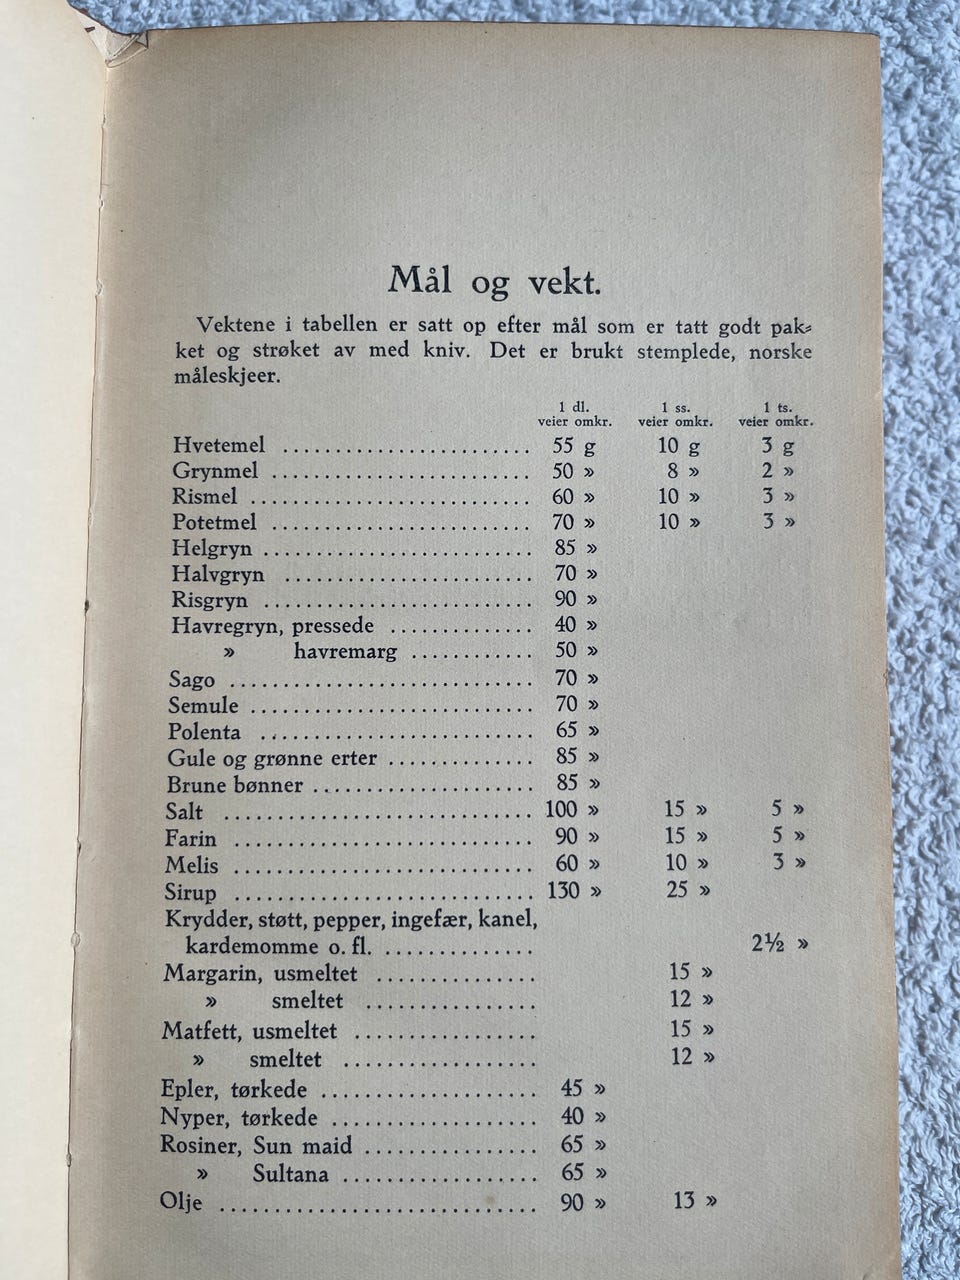 Mål og vekt.
Vektene i tabellen er satt op efter mål som er tatt godt pak-
ket og strøket av med kniv. Det er brukt stemplede, norske
måleskjeer.
1 dl. 1 ss. 1 ts.
veier omkr. veier omkr. veier omkr.
Hvetemel ........................ 55 g 10 g 3 g
Grynmel ......................... 50 » 8 » 2 »
Rismel ........................... 60 » 10 » 3 »
Potetmel ......................... 70 » 10 » 3 »
Helgryn .......................... 85 »
Halvgryn ........................ 70 »
Risgryn .......................... 90 »
Havregryn, pressede .............. 40 »
» havremarg ............ 50 »
Sago ............................. 70 »
Semule ........................... 70 »
Polenta .......................... 65 »
Gule og grønne erter .............. 85 »
Brune bønner ..................... 85 »
Salt ............................. 100 » 15 » 5 »
Farin ............................ 90 » 15 » 5 »
Melis ............................ 60 » 10 » 3 »
Sirup ............................ 130 » 25 »
Krydder, støtt, pepper, ingefær, kanel,
kardemomme o. fl. .............. 2½ »
Margarin, usmeltet ............... 15 »
» smeltet ................ 12 »
Matfett, usmeltet ................. 15 »
» smeltet .................. 12 »
Epler, tørkede .................... 45 »
Nyper, tørkede ................... 40 »
Rosiner, Sun maid ................ 65 »
» Sultana .................. 65 »
Olje ............................. 90 » 13 »